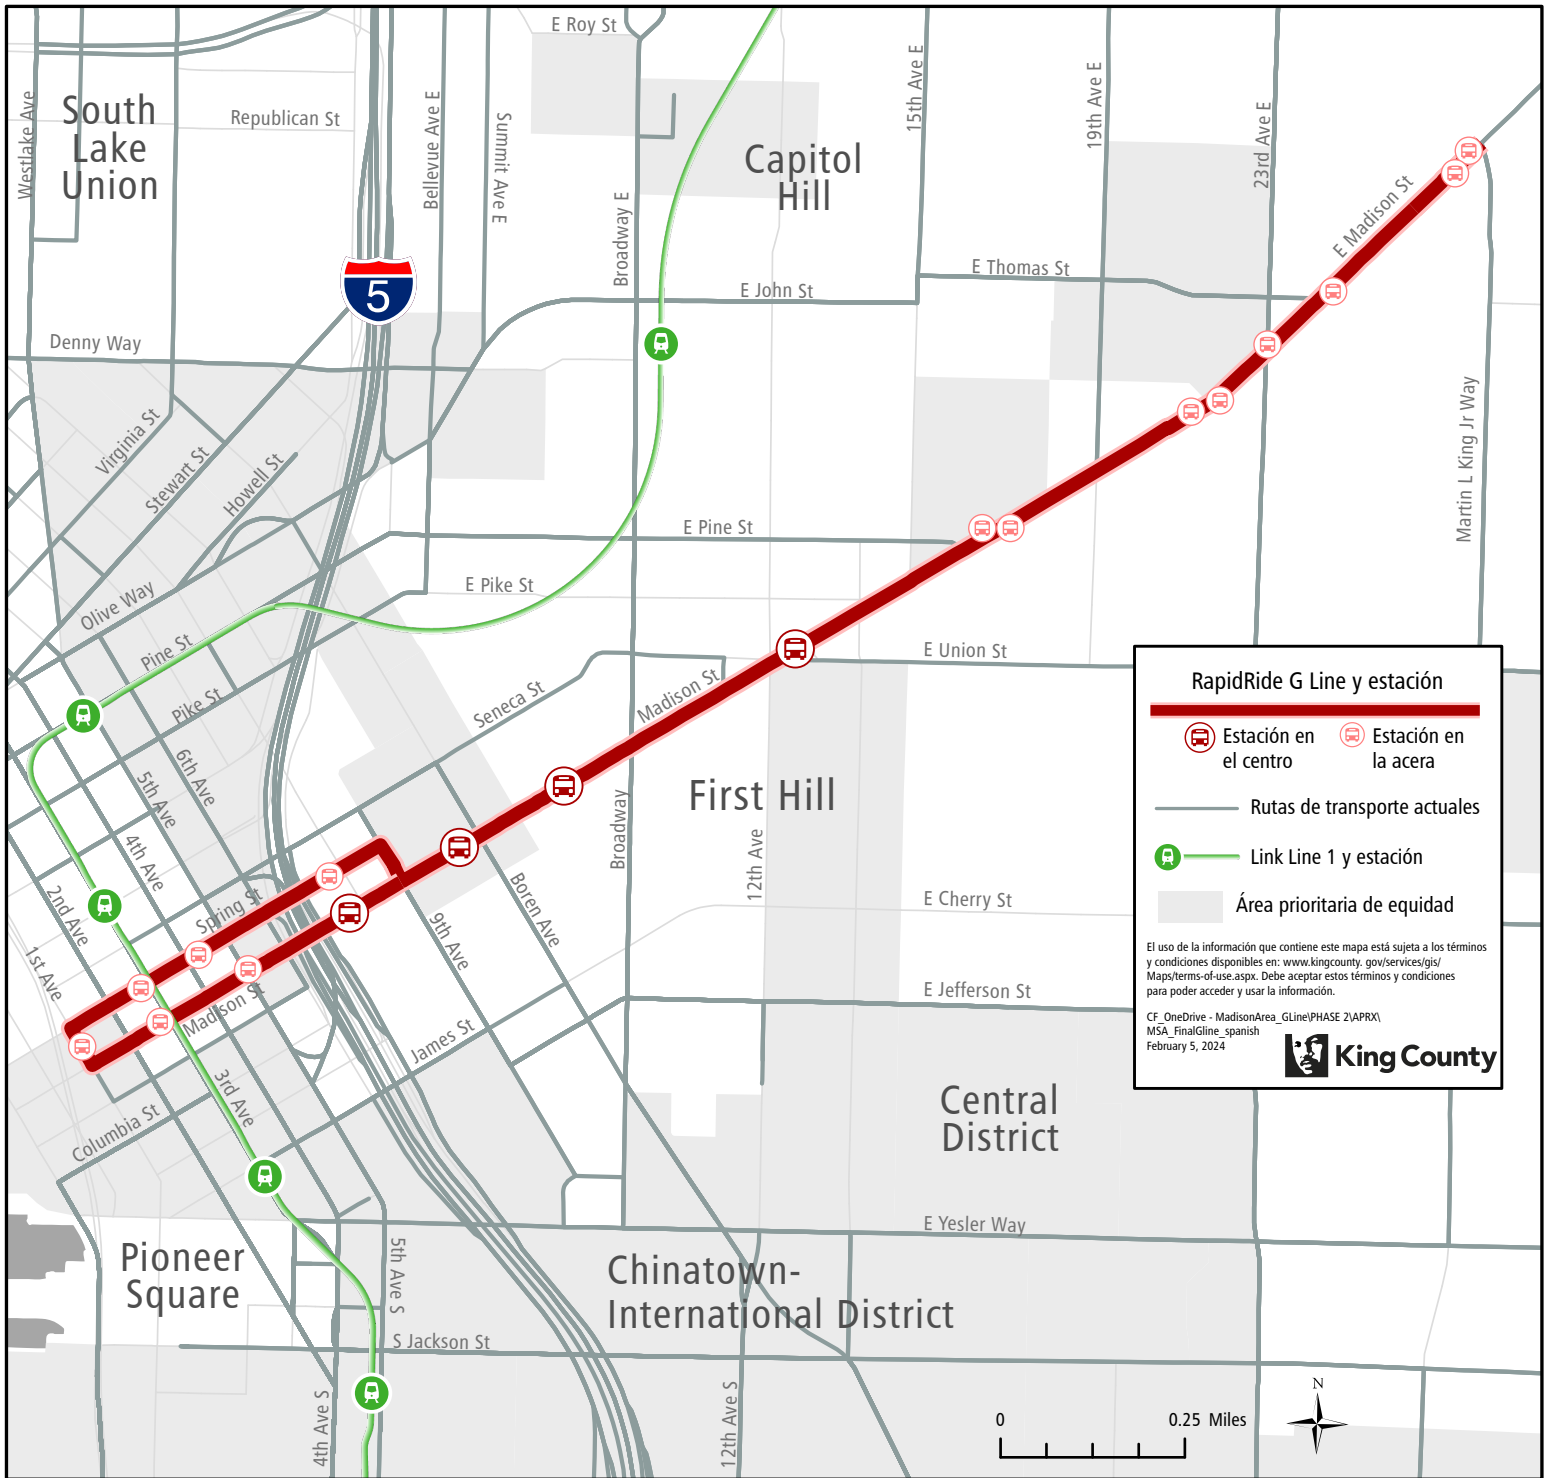 E Roy St
South
Lake
Union
Westlake Ave
Republican St
Bellevue Ave E
Summit Ave E
Broadway E
Capitol
Hill
15th Ave E
19th Ave E
23rd Ave E
E Madison St
E Thomas St
E John St
5
Denny Way
Virginia St
Stewart St
Howell St
Martin L King Jr Way
E Pine St
E Pike St
Olive Way
Pine St
Pike St
Seneca St
Madison St
E Union St
6th Ave
5th Ave
4th Ave
2nd Ave
1st Ave
Spring St
Madison St
3rd Ave
Columbia St
James St
9th Ave
Boren Ave
Broadway
First Hill
12th Ave
E Cherry St
E Jefferson St
Central
District
E Yesler Way
Pioneer
Square
5th Ave S
Chinatown-
International District
S Jackson St
4th Ave S
12th Ave S
RapidRide G Line y estación
Estación en
el centro
Estación en
la acera
Rutas de transporte actuales
Link Line 1 y estación
Área prioritaria de equidad
El uso de la información que contiene este mapa está sujeta a los términos
y condiciones disponibles en: www.kingcounty. gov/services/gis/
Maps/terms-of-use.aspx. Debe aceptar estos términos y condiciones
para poder acceder y usar la información.
CF_OneDrive - MadisonArea_GLine\PHASE 2\APRX\
MSA_FinalGline_spanish
February 5, 2024
King County
0 0.25 Miles
N